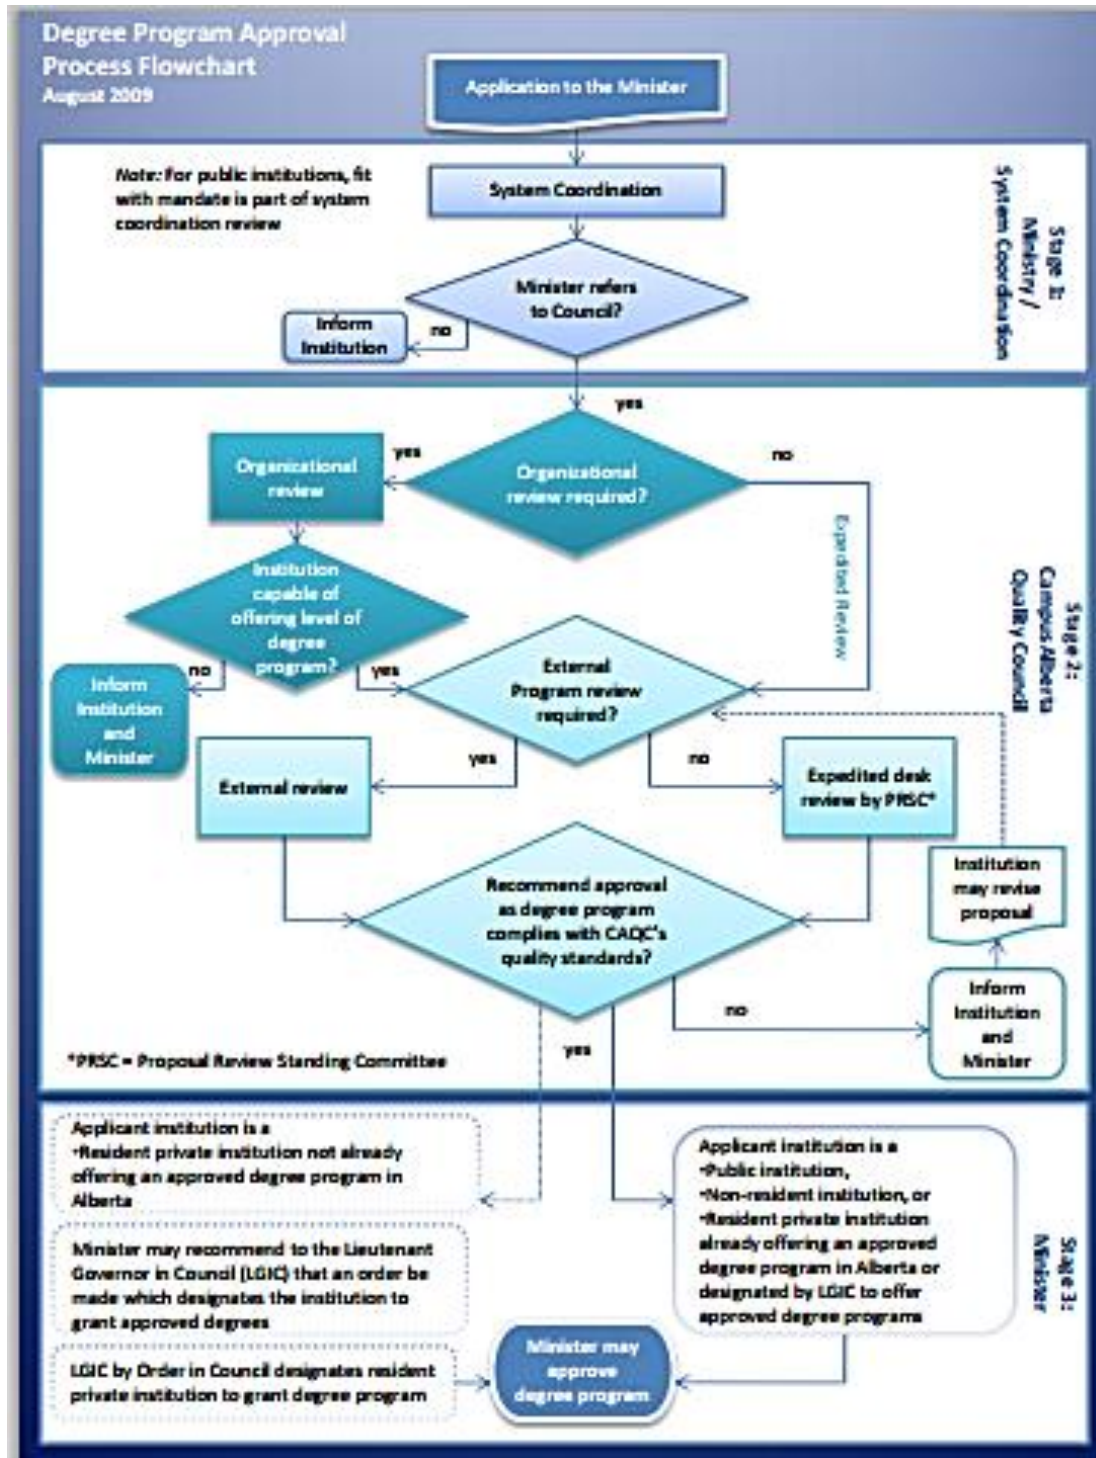 Degree Program Approval
Process Flowchart
August 2009
Application to the Minister
Note: For public institutions, fit
with mandate is part of system
coordination review
System Coordination
Minister refers
to Council?
no
Inform
Institution
Stage 1:
Ministry /
System Coordination
yes
Organizational
review required?
yes
no
Organizational
review
Expedited Review
Institution
capable of
offering level of
degree
program?
no
yes
Inform
Institution
and
Minister
External
Program review
required?
Stage 2:
Campus Alberta
Quality Council
yes
no
External review
Expedited desk
review by PRSC*
Recommend approval
as degree program
complies with CAQC's
quality standards?
Institution
may revise
proposal
no
Inform
Institution
and
Minister
yes
*PRSC = Proposal Review Standing Committee
Applicant institution is a
•Resident private institution not already
offering an approved degree program in
Alberta
Minister may recommend to the Lieutenant
Governor in Council (LGIC) that an order be
made which designates the institution to
grant approved degrees
LGIC by Order in Council designates resident
private institution to grant degree program
Applicant institution is a
•Public institution,
•Non-resident institution, or
•Resident private institution
already offering an approved
degree program in Alberta or
designated by LGIC to offer
approved degree programs
Stage 3:
Minister
Minister may
approve
degree program